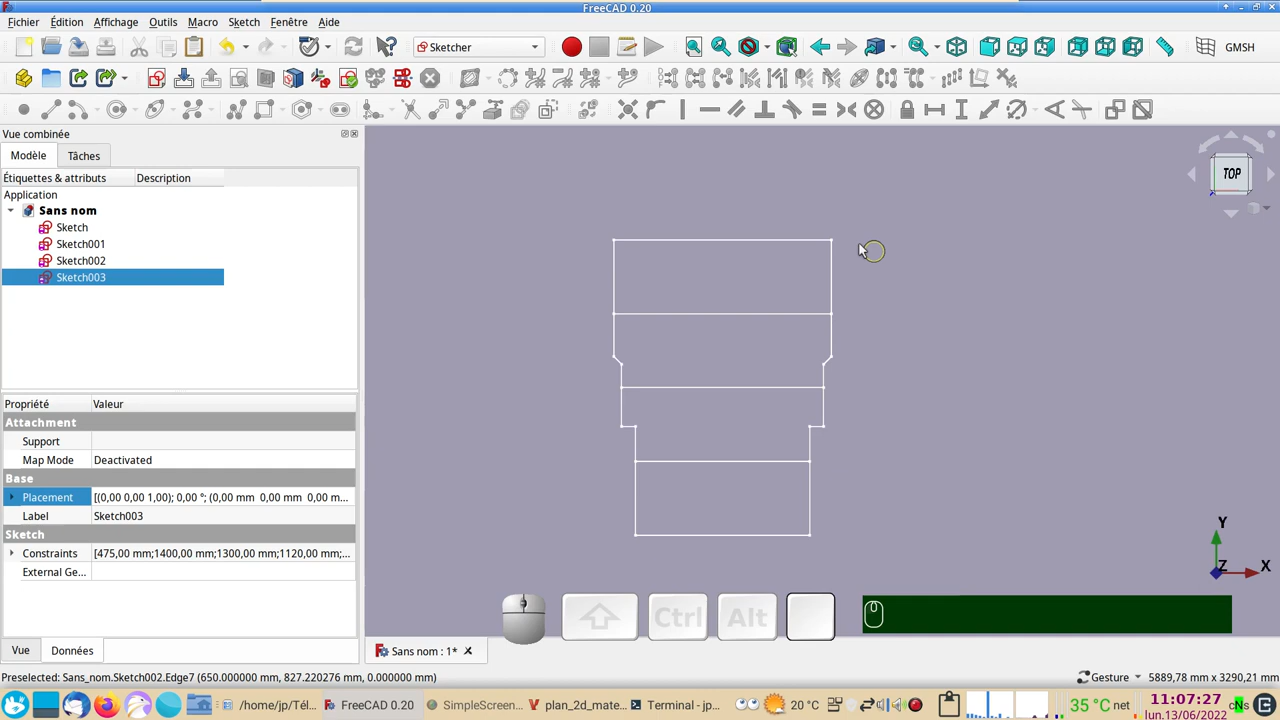 FreeCAD 0.20
Fichier Édition Affichage Outils Macro Sketch Fenêtre Aide
Sketcher
GMSH
Vue combinée
Modèle Tâches
Étiquettes & attributs Description
Application
Sans nom
Sketch
Sketch001
Sketch002
Sketch003
TOP
Propriété Valeur
Attachment
Support
Map Mode Deactivated
Base
Placement [(0,00 0,00 1,00); 0,00 °; (0,00 mm 0,00 mm 0,00 m...
Label Sketch003
Sketch
Constraints [475,00 mm;1400,00 mm;1300,00 mm;1120,00 mm;...
External Ge...
Y
Z X
Ctrl Alt
Vue Données
Sans nom : 1*
Preselected: Sans_nom.Sketch002.Edge7 (650.000000 mm, 827.220276 mm, 0.000000 mm)
Gesture 5889,78 mm x 3290,21 mm
/home/jp/Tél... FreeCAD 0.20 SimpleScreen... plan_2d_mate... Terminal - jp... 20 °C 35 °C net 11:07:27
lun.13/06/2022